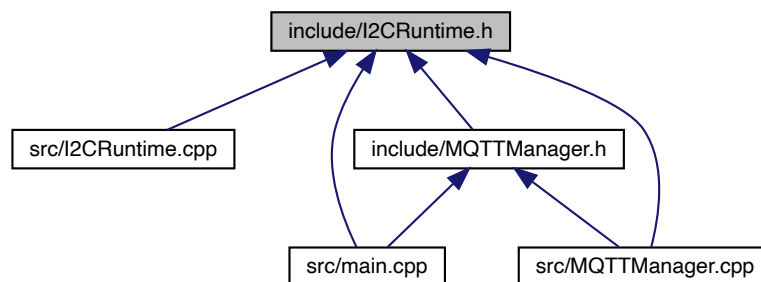 include/I2CRuntime.h
src/I2CRuntime.cpp
include/MQTTManager.h
src/main.cpp
src/MQTTManager.cpp